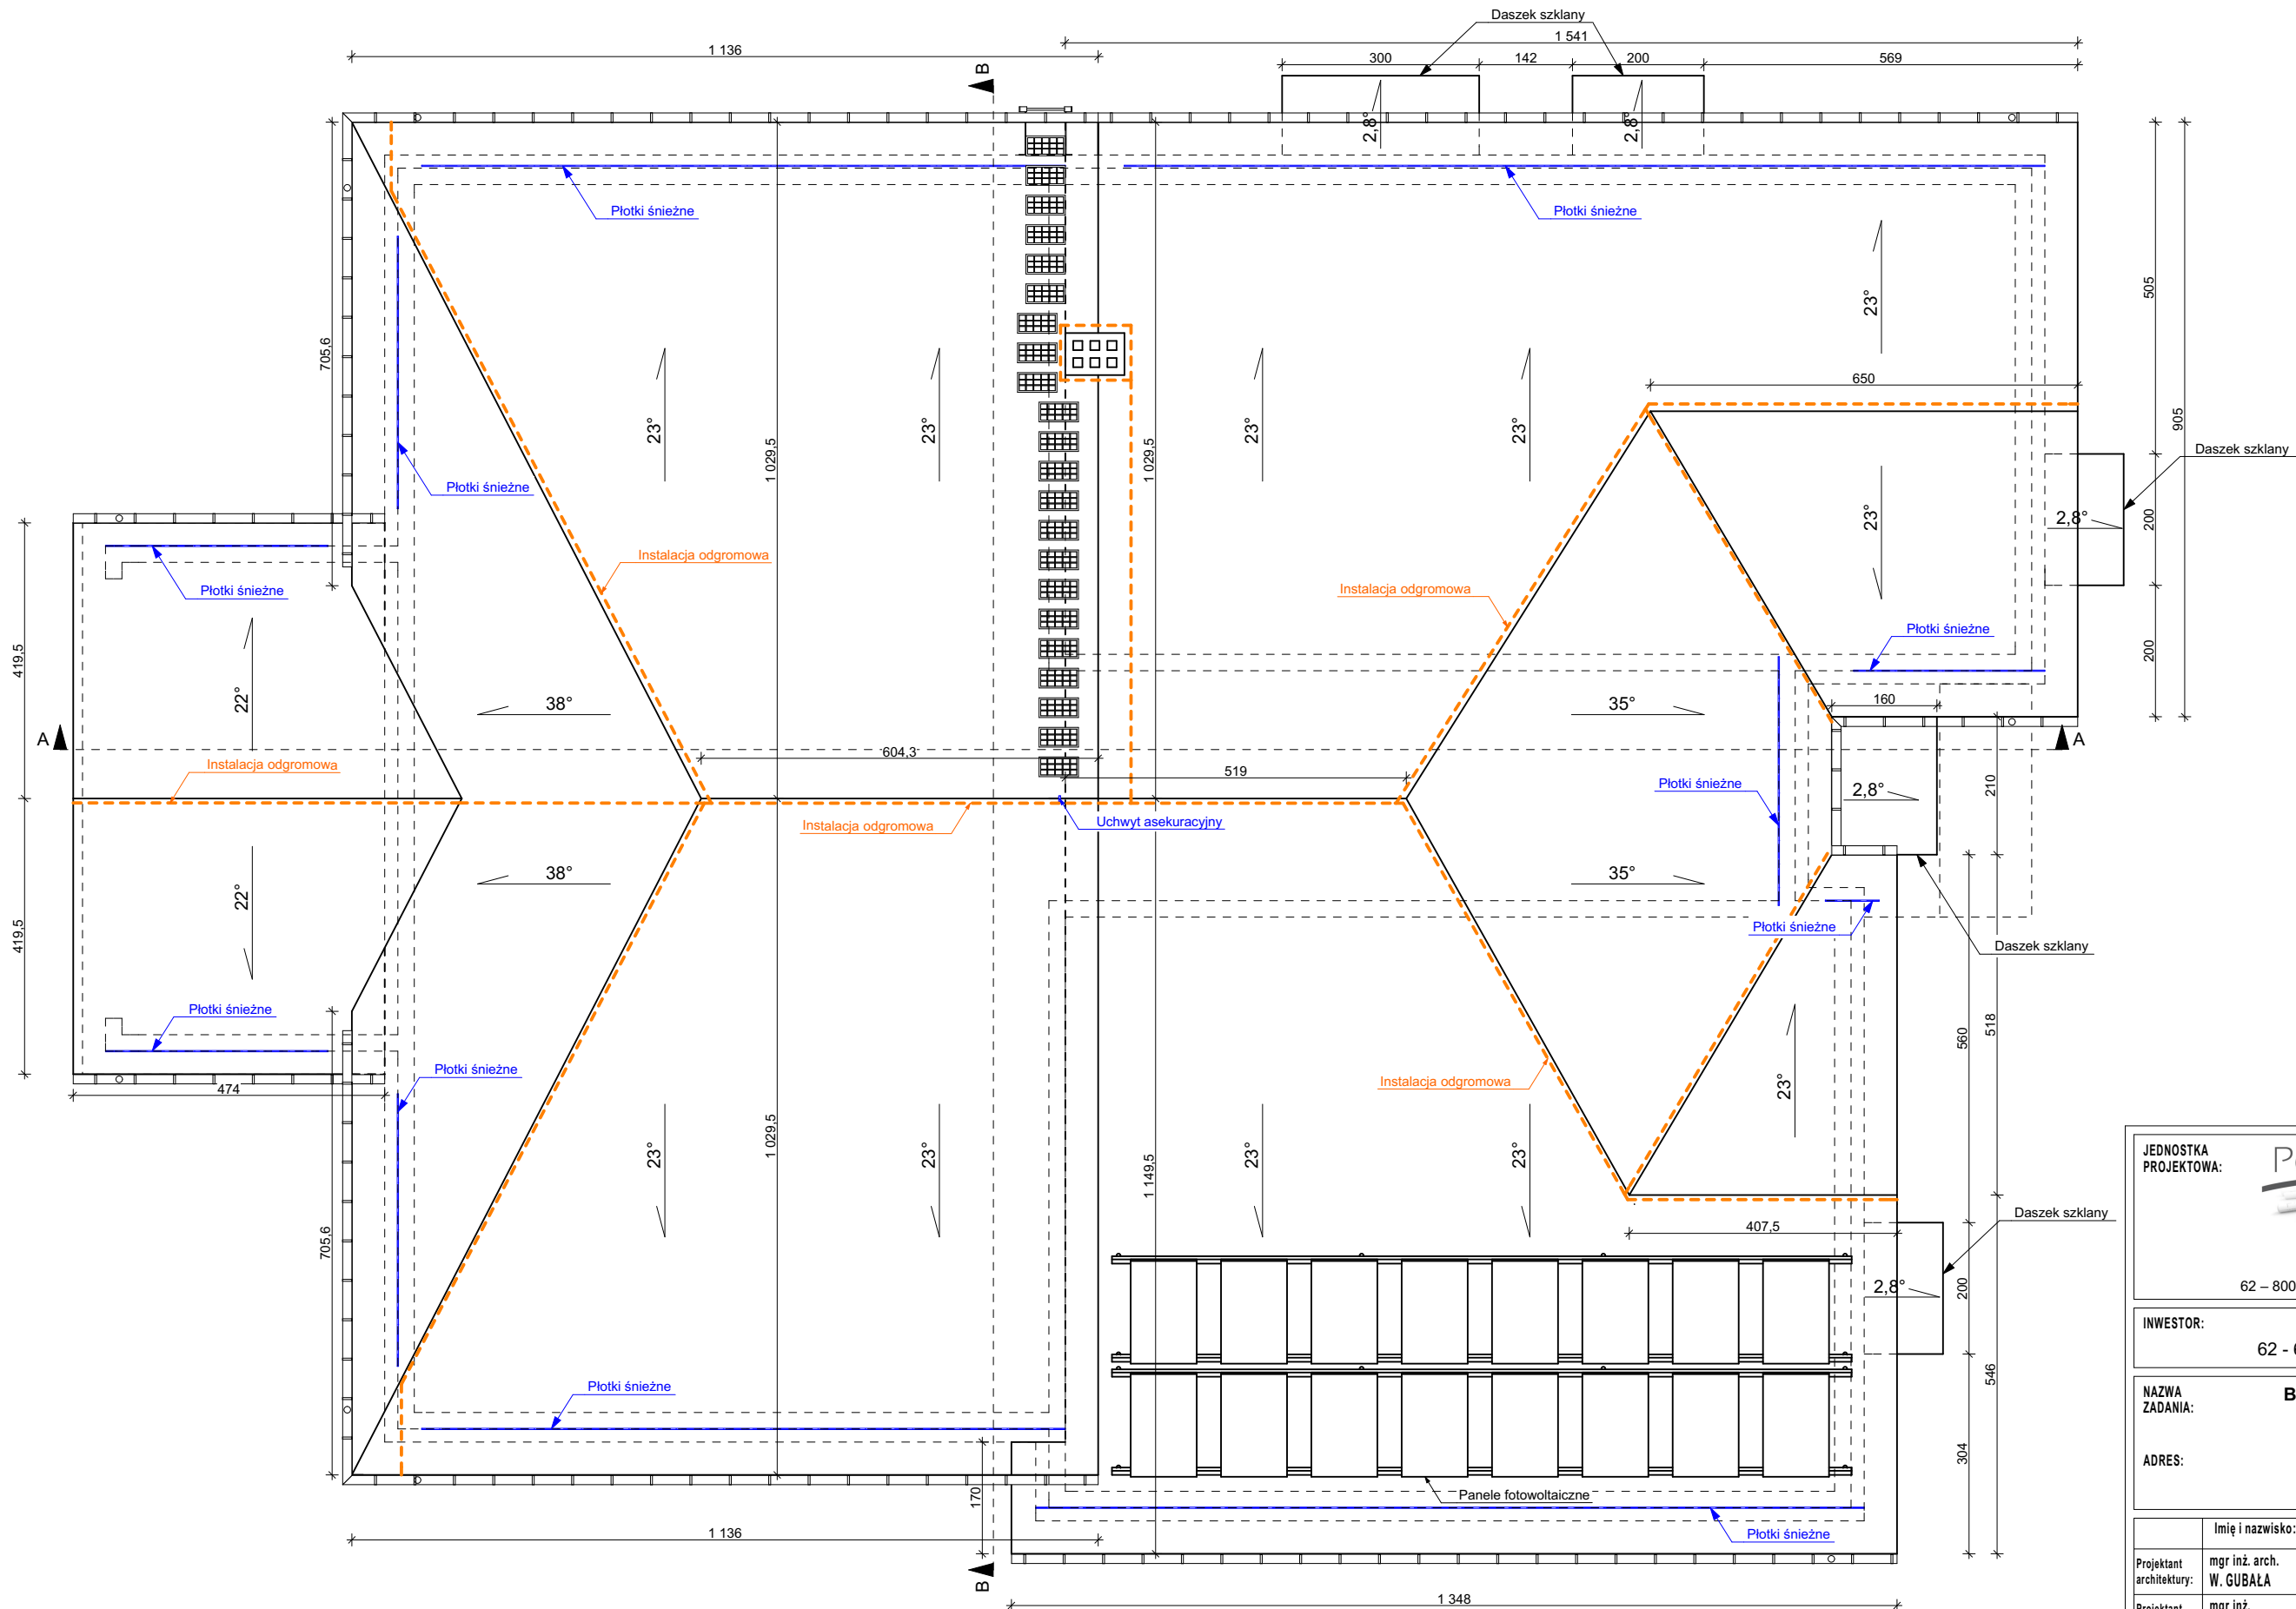 Daszek szklany
1 541
1 136
300
142
200
569
B
2,8°
2,8°
Płotki śnieżne
Płotki śnieżne
23°
505
905
705,6
23°
1 029,5
23°
1 029,5
23°
23°
650
Daszek szklany
Płotki śnieżne
2,8°
200
23°
Instalacja odgromowa
Płotki śnieżne
Instalacja odgromowa
Płotki śnieżne
200
419,5
22°
38°
35°
160
A
A
604,3
519
Instalacja odgromowa
Płotki śnieżne
2,8°
210
Instalacja odgromowa
Uchwyt asekuracyjny
38°
35°
22°
419,5
Płotki śnieżne
Daszek szklany
Płotki śnieżne
518
560
Płotki śnieżne
474
Instalacja odgromowa
23°
23°
1 029,5
23°
23°
1 149,5
23°
705,6
407,5
Daszek szklany
2,8°
200
546
Płotki śnieżne
304
170
Panele fotowoltaiczne
Płotki śnieżne
1 136
B
1 348
JEDNOSTKA
PROJEKTOWA:
62 – 800
INWESTOR:
62 -
NAZWA
ZADANIA:
B
ADRES:
Imię i nazwisko:
Projektant
architektury:
mgr inż. arch.
W. GUBAŁA
Projektant
mgr inż.